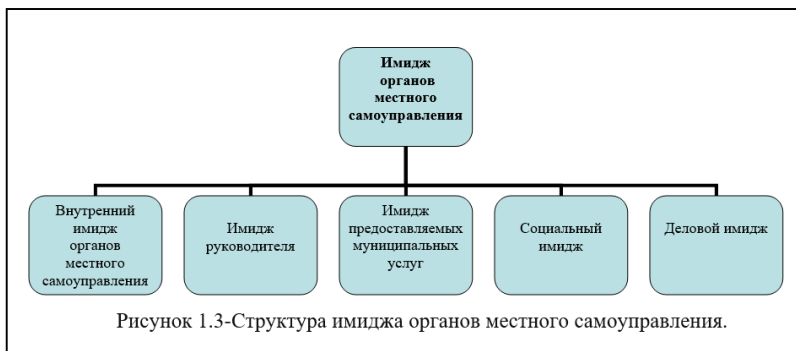 Имидж
органов
местного
самоуправления
Внутренний
имидж
органов
местного
самоуправления
Имидж
руководителя
Имидж
предоставляемых
муниципальных
услуг
Социальный
имидж
Деловой имидж
Рисунок 1.3-Структура имиджа органов местного самоуправления.